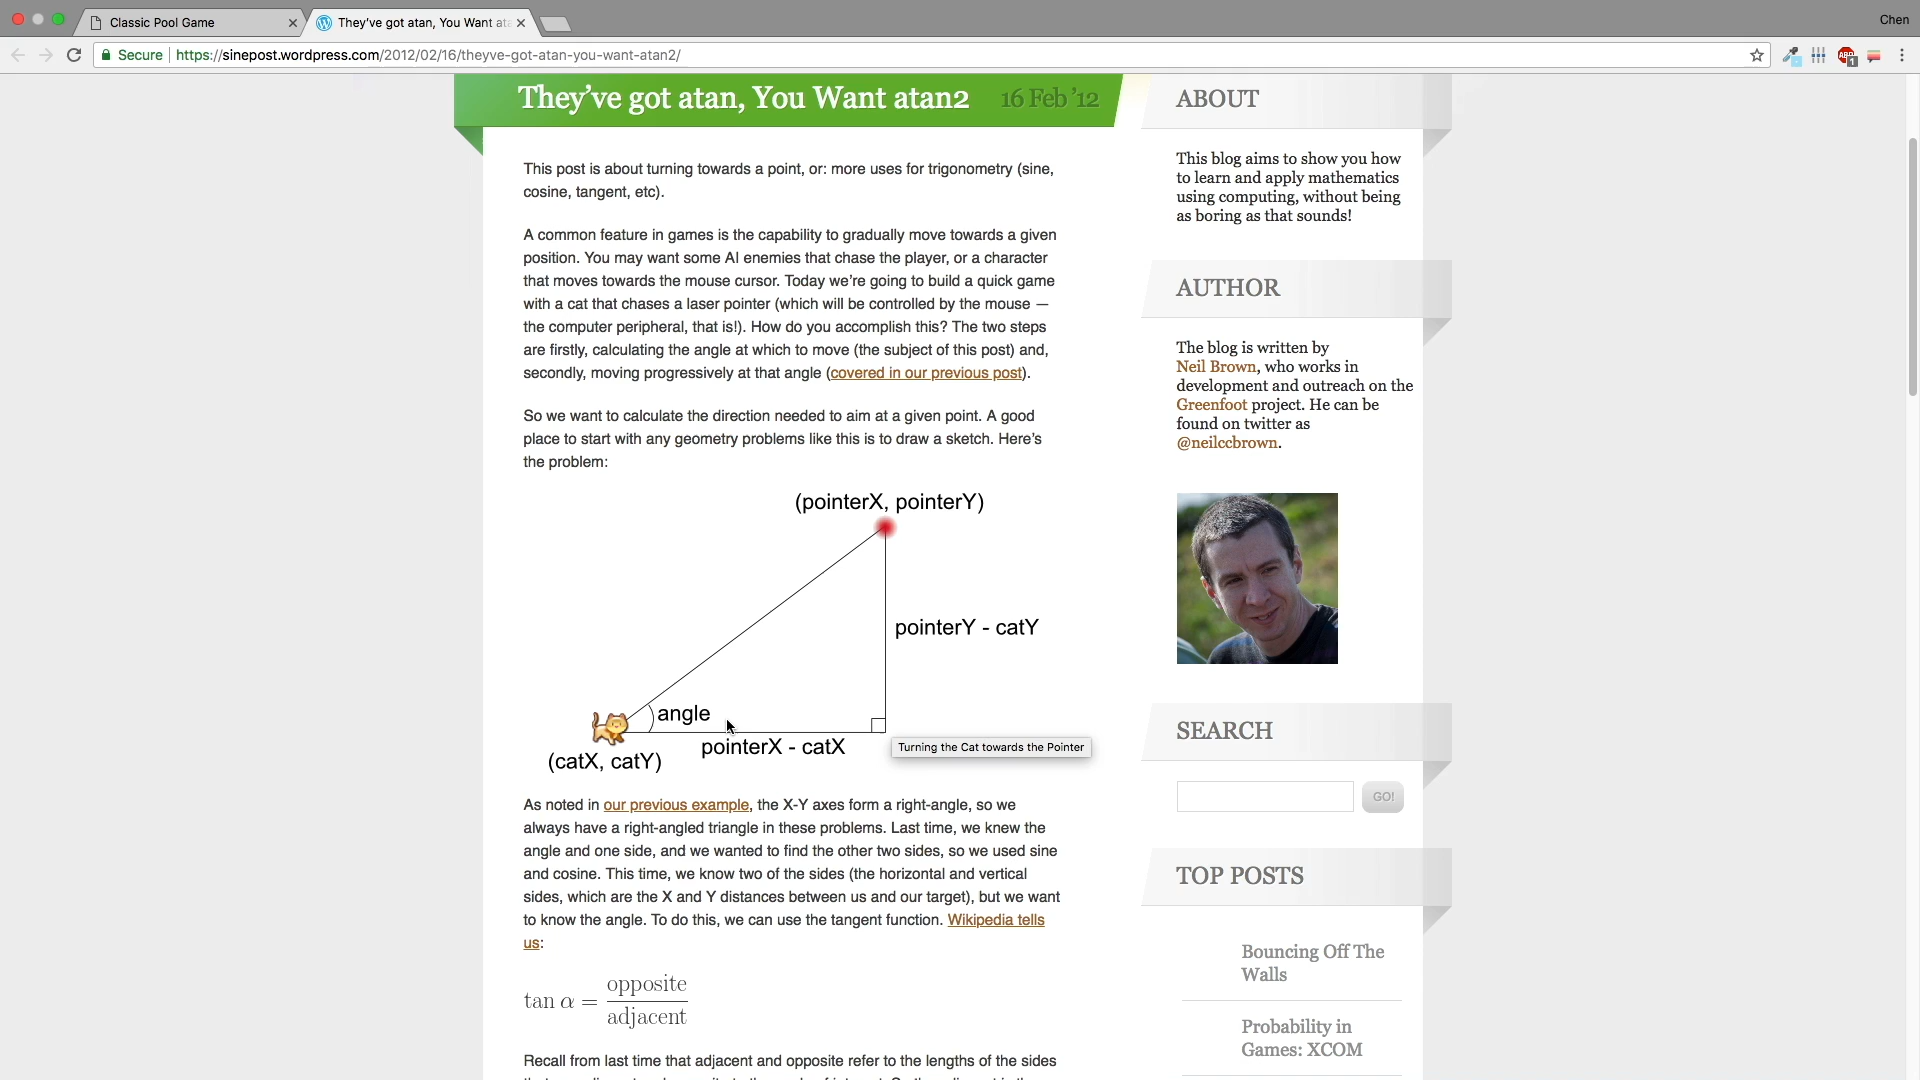 Classic Pool Game
They've got atan, You Want ata
Chen
Secure
https://sinepost.wordpress.com/2012/02/16/theyve-got-atan-you-want-atan2/
They've got atan, You Want atan2
16 Feb '12
This post is about turning towards a point, or: more uses for trigonometry (sine,
cosine, tangent, etc).
A common feature in games is the capability to gradually move towards a given
position. You may want some AI enemies that chase the player, or a character
that moves towards the mouse cursor. Today we're going to build a quick game
with a cat that chases a laser pointer (which will be controlled by the mouse —
the computer peripheral, that is!). How do you accomplish this? The two steps
are firstly, calculating the angle at which to move (the subject of this post) and,
secondly, moving progressively at that angle (covered in our previous post).
So we want to calculate the direction needed to aim at a given point. A good
place to start with any geometry problems like this is to draw a sketch. Here's
the problem:
(pointerX, pointerY)
pointerY - catY
angle
pointerX - catX
(catX, catY)
Turning the Cat towards the Pointer
As noted in our previous example, the X-Y axes form a right-angle, so we
always have a right-angled triangle in these problems. Last time, we knew the
angle and one side, and we wanted to find the other two sides, so we used sine
and cosine. This time, we know two of the sides (the horizontal and vertical
sides, which are the X and Y distances between us and our target), but we want
to know the angle. To do this, we can use the tangent function. Wikipedia tells
us:
tan α = opposite
adjacent
Recall from last time that adjacent and opposite refer to the lengths of the sides
ABOUT
This blog aims to show you how
to learn and apply mathematics
using computing, without being
as boring as that sounds!
AUTHOR
The blog is written by
Neil Brown, who works in
development and outreach on the
Greenfoot project. He can be
found on twitter as
@neilccbrown.
SEARCH
GO!
TOP POSTS
Bouncing Off The
Walls
Probability in
Games: XCOM